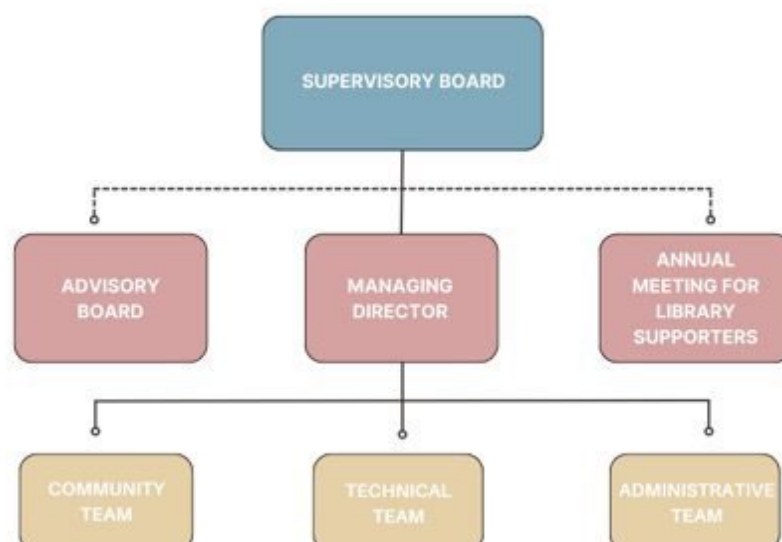 SUPERVISORY BOARD
ADVISORY
BOARD
MANAGING
DIRECTOR
ANNUAL
MEETING FOR
LIBRARY
SUPPORTERS
COMMUNITY
TEAM
TECHNICAL
TEAM
ADMINISTRATIVE
TEAM